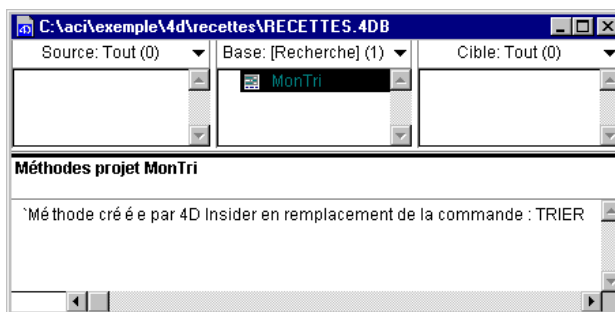 C:\aci\exemple\4d\recettes\RECETTES.4DB
Source: Tout (0) Base: [Recherche] (1) Cible: Tout (0)
MonTri
Méthodes projet MonTri
`Méthode créée par 4D Insider en remplacement de la commande : TRIER